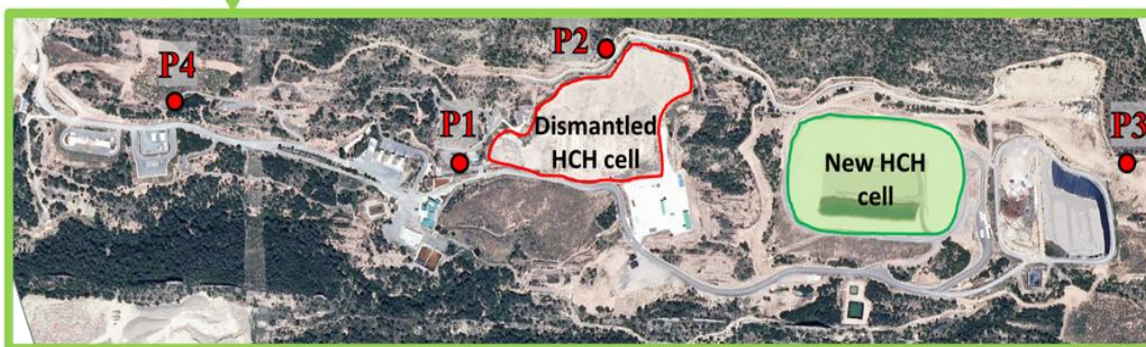 P2
P4
P1
Dismantled
HCH cell
P3
New HCH
cell